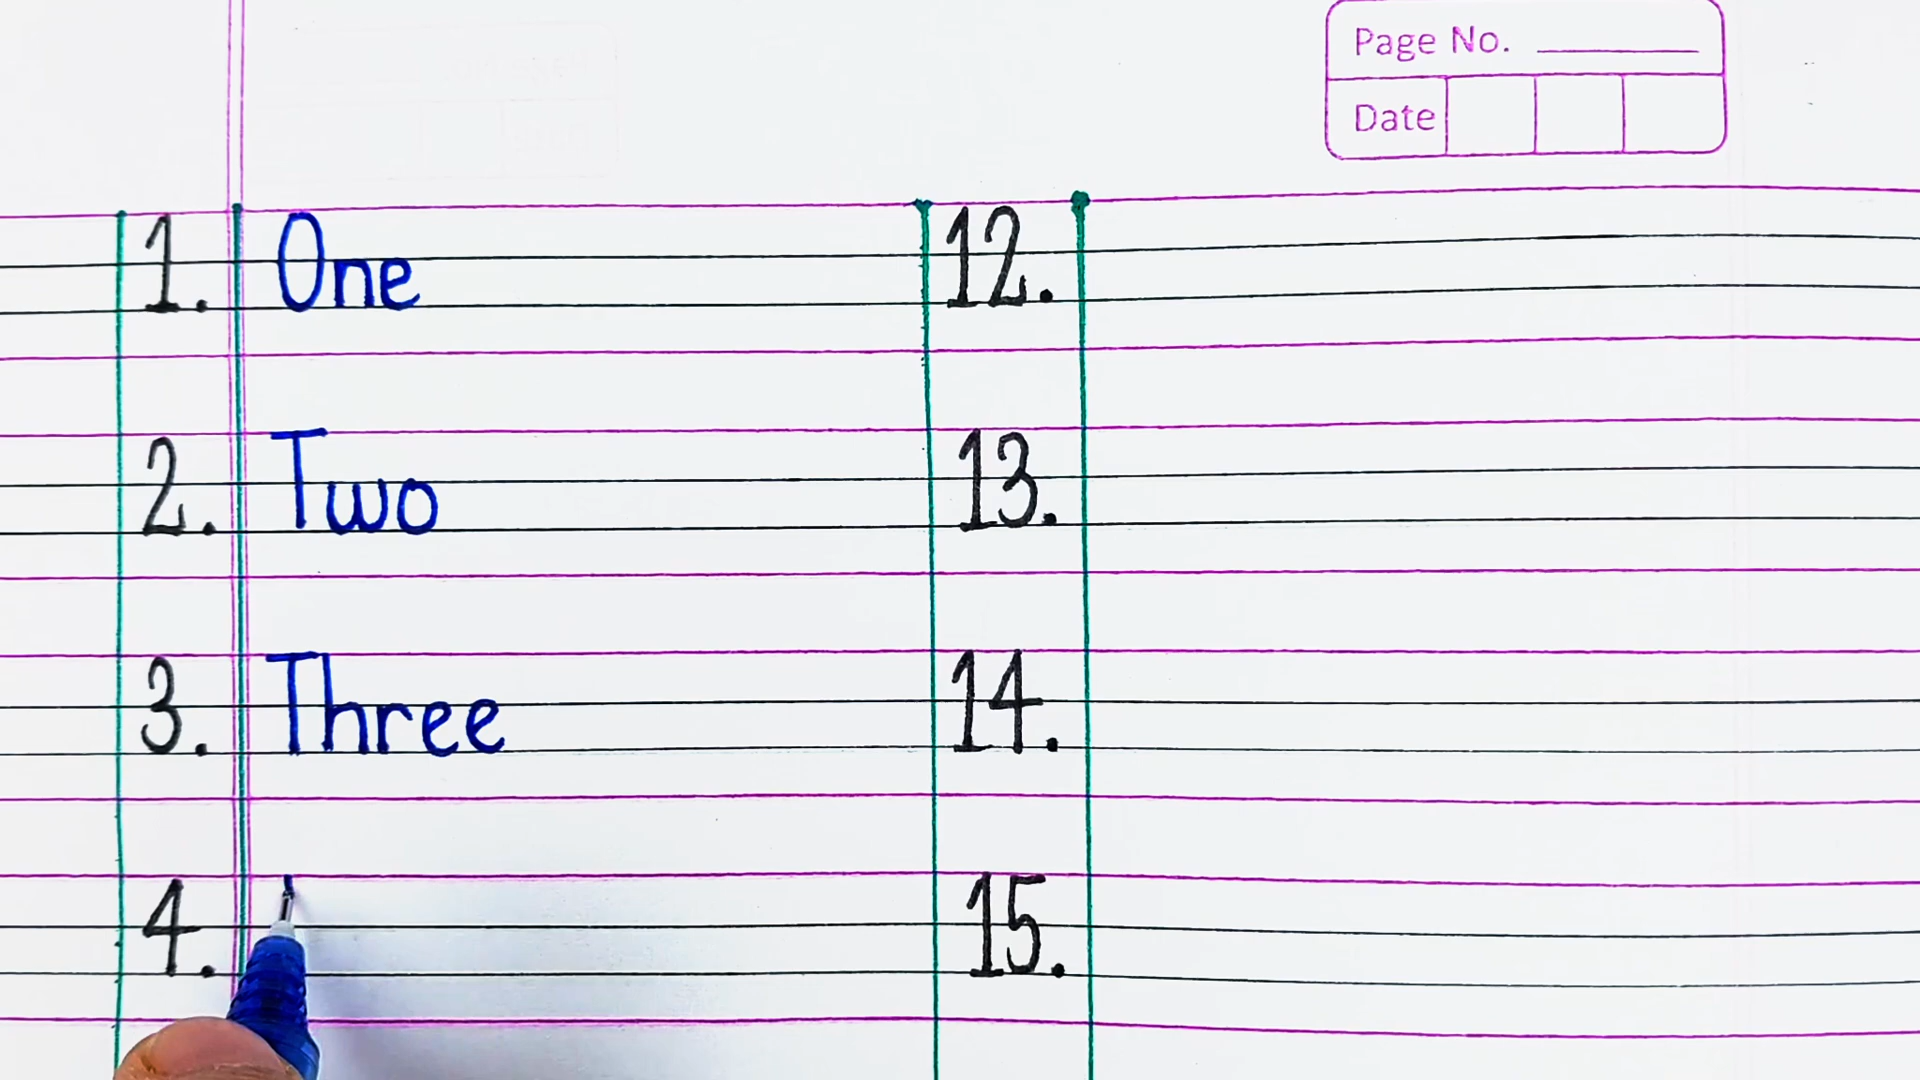 Page No.
Date
1. One
2. Two
3. Three
4.
12.
13.
14.
15.